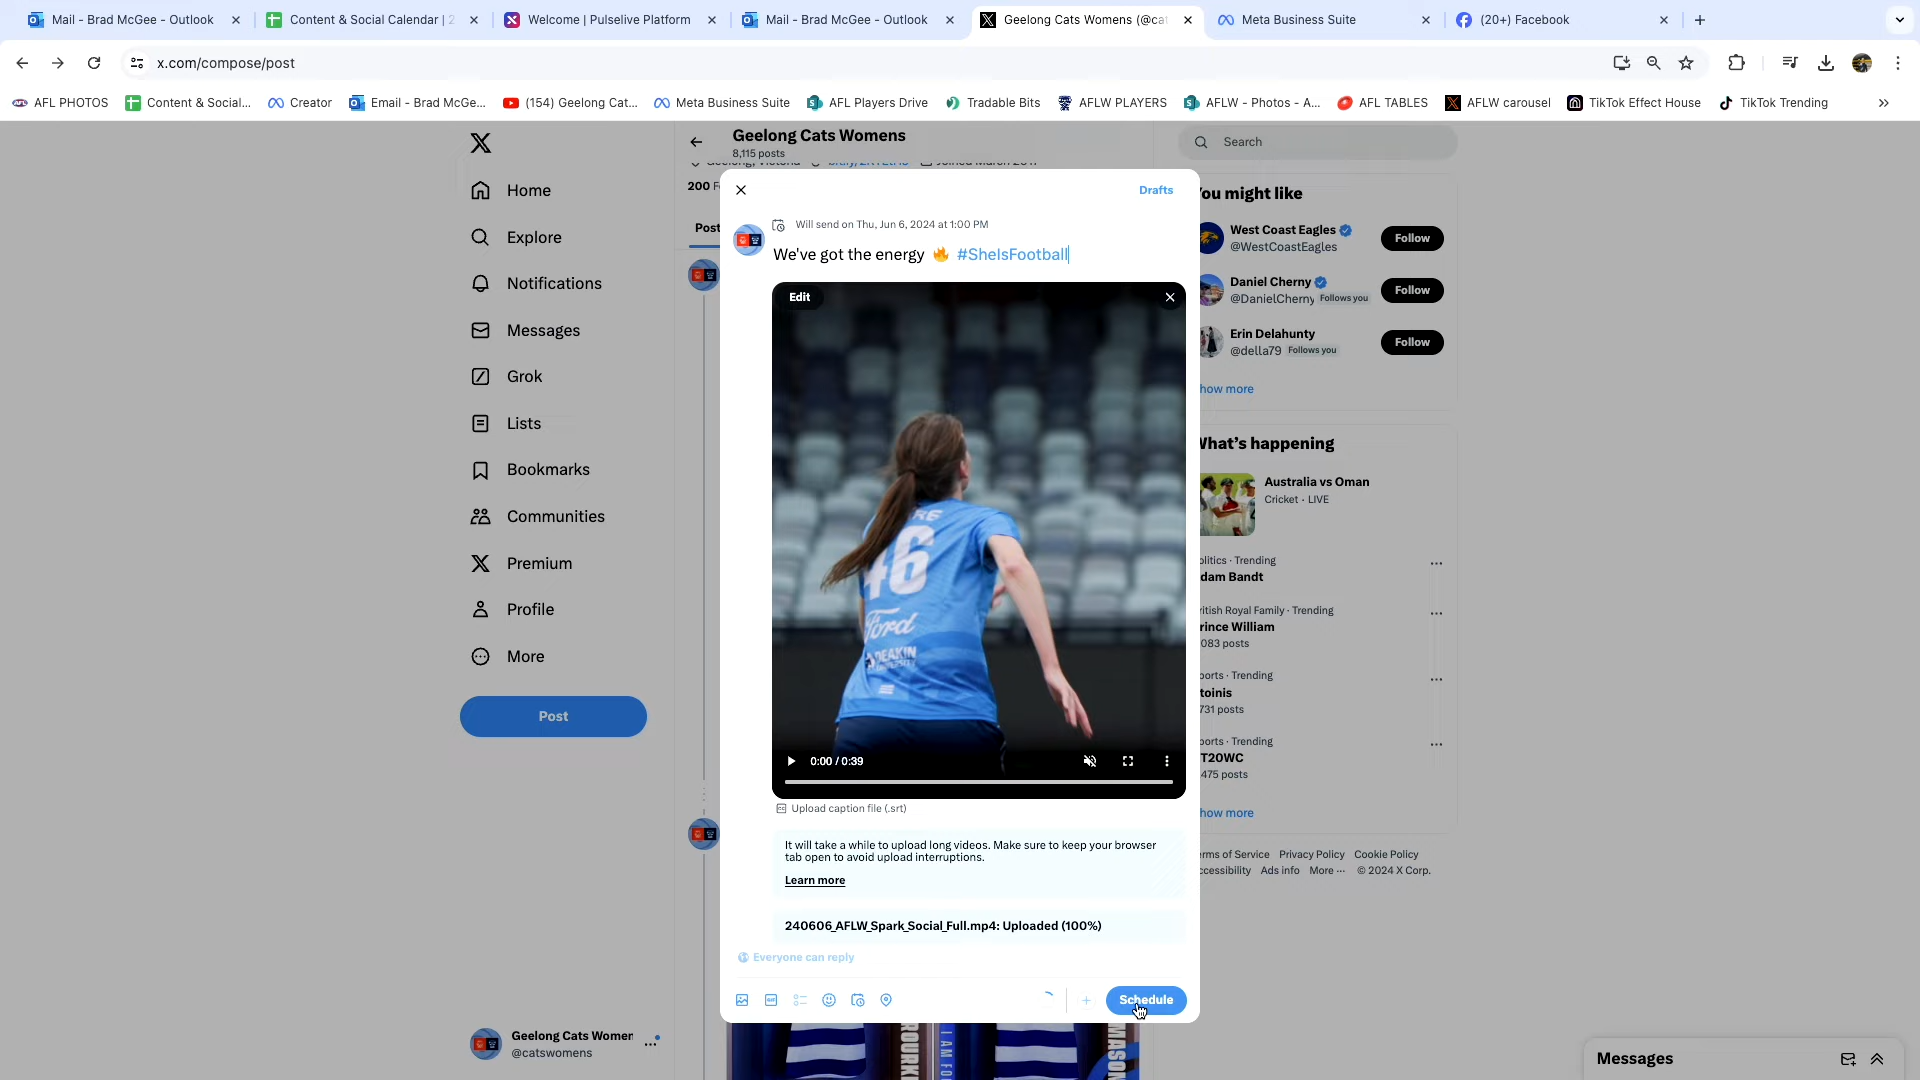 Mail - Brad McGee - Outlook
Content & Social Calendar | 2
Welcome | Pulselive Platform
Mail - Brad McGee - Outlook
Geelong Cats Womens (@cat
Meta Business Suite
(20+) Facebook
x.com/compose/post
AFL PHOTOS
Content & Social...
Creator
Email - Brad McGe...
(154) Geelong Cat...
Meta Business Suite
AFL Players Drive
Tradable Bits
AFLW PLAYERS
AFLW - Photos - A...
AFL TABLES
AFLW carousel
TikTok Effect House
TikTok Trending
Home
Explore
Notifications
Messages
Grok
Lists
Bookmarks
Communities
Premium
Profile
More
Post
Geelong Cats Women
@catswomens
Geelong Cats Womens
8,115 posts
200 F
Post
Drafts
Will send on Thu, Jun 6, 2024 at 1:00 PM
We've got the energy 🔥 #SheIsFootball
Edit
46
Ford
DEAKIN
UNIVERSITY
0:00 / 0:39
Upload caption file (.srt)
It will take a while to upload long videos. Make sure to keep your browser
tab open to avoid upload interruptions.
Learn more
240606_AFLW_Spark_Social_Full.mp4: Uploaded (100%)
Everyone can reply
Schedule
Search
You might like
West Coast Eagles
@WestCoastEagles
Follow
Daniel Cherny
@DanielCherny Follows you
Follow
Erin Delahunty
@della79 Follows you
Follow
how more
What's happening
Australia vs Oman
Cricket · LIVE
olitics · Trending
dam Bandt
ritish Royal Family · Trending
rince William
083 posts
ports · Trending
toinis
731 posts
ports · Trending
T20WC
475 posts
how more
erms of Service Privacy Policy Cookie Policy
ccessibility Ads info More ··· © 2024 X Corp.
Messages